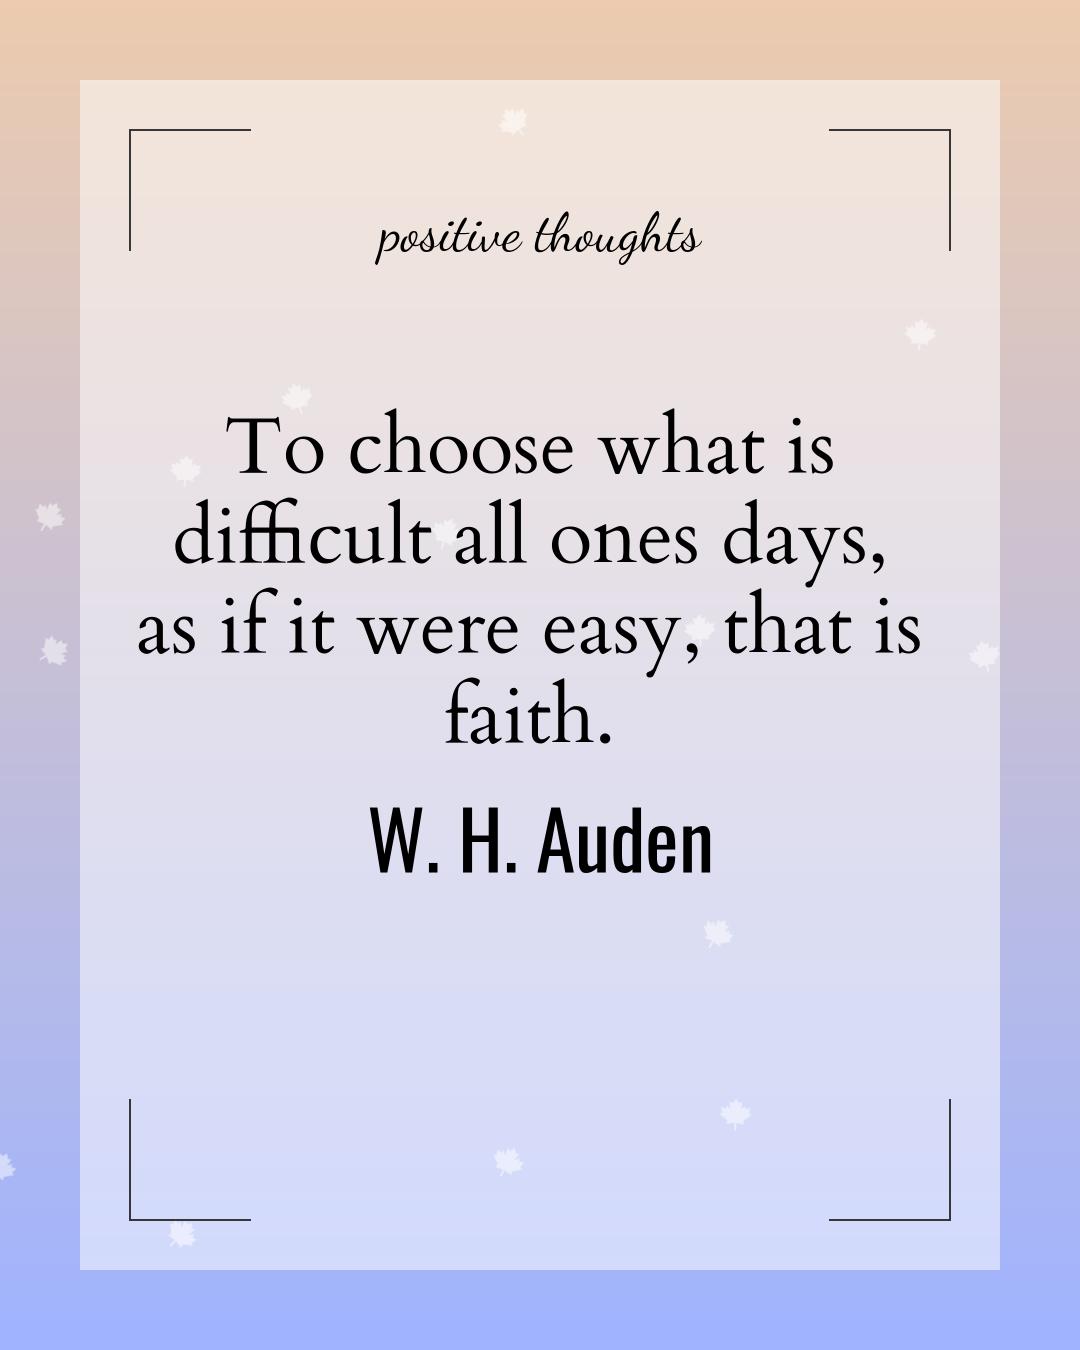 positive thoughts
To choose what is
difficult all ones days,
as if it were easy, that is
faith.
W. H. Auden